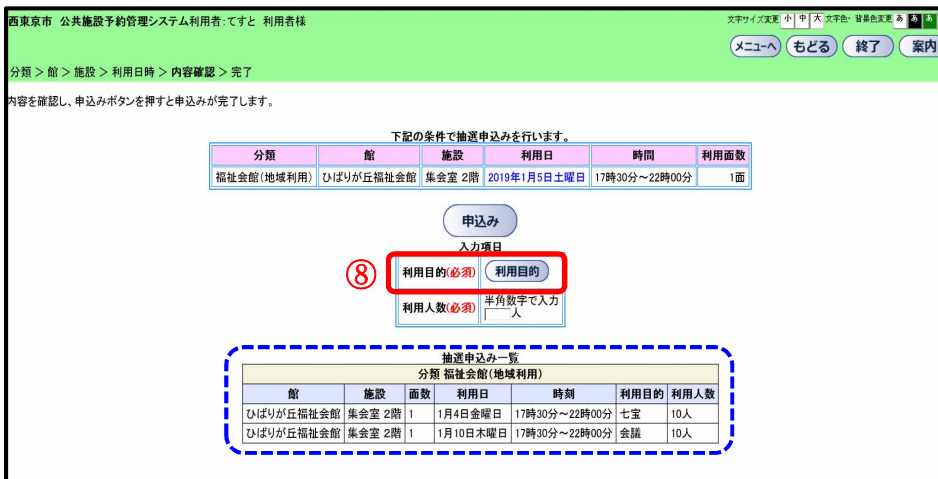 西東京市 公共施設予約管理システム利用者:てすと 利用者様
文字サイズ変更 小 中 大 文字色・背景色変更 あ あ あ
メニューへ もどる 終了 案内
分類 > 館 > 施設 > 利用日時 > 内容確認 > 完了
内容を確認し、申込みボタンを押すと申込みが完了します。
下記の条件で抽選申込みを行います。
分類 館 施設 利用日 時間 利用面数
福祉会館(地域利用) ひばりが丘福祉会館 集会室 2階 2019年1月5日土曜日 17時30分~22時00分 1面
申込み
入力項目
⑧ 利用目的(必須) 利用目的
利用人数(必須) 半角数字で入力
人
抽選申込み一覧
分類 福祉会館(地域利用)
館 施設 面数 利用日 時刻 利用目的 利用人数
ひばりが丘福祉会館 集会室 2階 1 1月4日金曜日 17時30分~22時00分 七宝 10人
ひばりが丘福祉会館 集会室 2階 1 1月10日木曜日 17時30分~22時00分 会議 10人